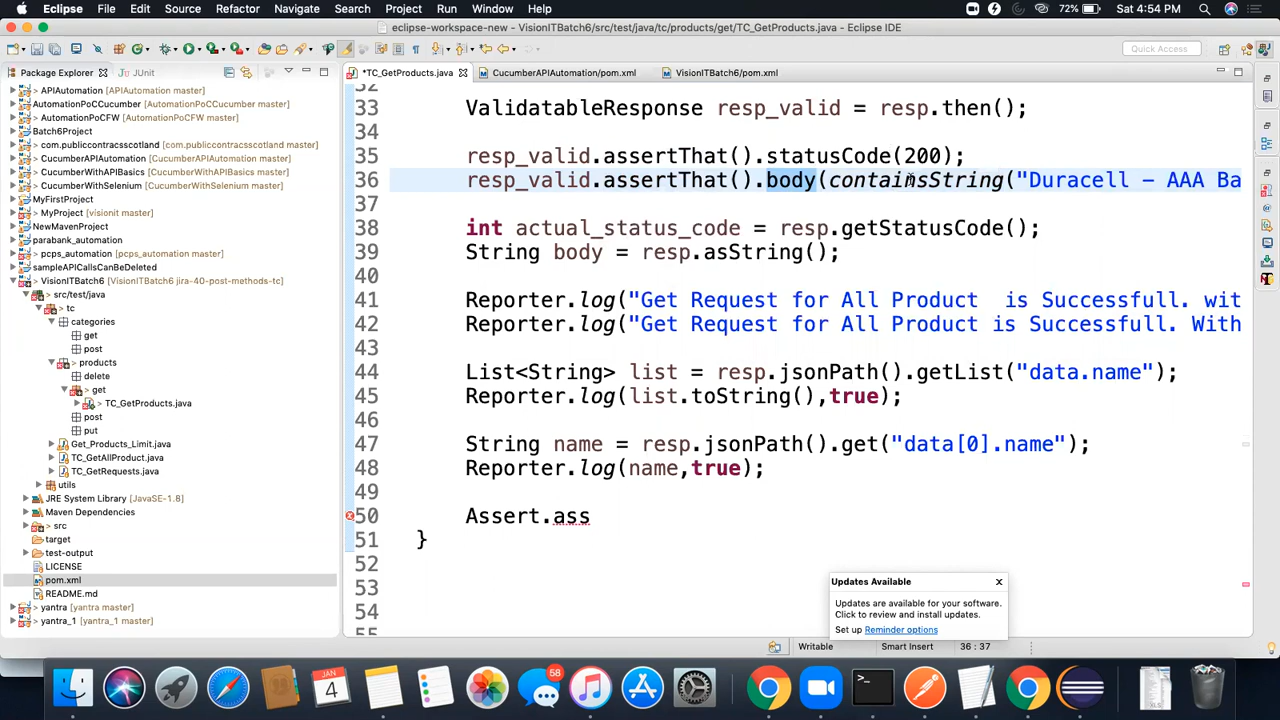 Eclipse File Edit Source Refactor Navigate Search Project Run Window Help 72% Sat 4:54 PM
eclipse-workspace-new - VisionITBatch6/src/test/java/tc/products/get/TC_GetProducts.java - Eclipse IDE
Quick Access
Package Explorer JUnit
*TC_GetProducts.java CucumberAPIAutomation/pom.xml VisionITBatch6/pom.xml
APIAutomation (APIAutomation master)
AutomationPoCCucumber (AutomationPoCCucumber master)
AutomationPoCFW (AutomationPoCFW master)
Batch6Project
com.publiccontracsscotland (com.publiccontracsscotland master)
CucumberAPIAutomation (CucumberAPIAutomation master)
CucumberWithAPIBasics (CucumberWithAPIBasics master)
CucumberWithSelenium (CucumberWithSelenium master)
MyFirstProject
MyProject (MyProject visionit master)
NewMavenProject
parabank_automation (parabank_automation master)
pcps_automation (pcps_automation master)
sampleAPICallsCanBeDeleted
VisionITBatch6 (VisionITBatch6 jira-40-post-methods-tc)
src/test/java
tc
categories
get
post
products
delete
get
TC_GetProducts.java
post
put
Get_Products_Limit.java
TC_GetAllProduct.java
TC_GetRequests.java
utils
JRE System Library (JavaSE-1.8)
Maven Dependencies
src
target
test-output
LICENSE
pom.xml
README.md
yantra (yantra master)
yantra_1 (yantra_1 master)
32
33 ValidatableResponse resp_valid = resp.then();
34
35 resp_valid.assertThat().statusCode(200);
36 resp_valid.assertThat().body(containsString("Duracell - AAA Ba
37
38 int actual_status_code = resp.getStatusCode();
39 String body = resp.asString();
40
41 Reporter.log("Get Request for All Product  is Successfull. wit
42 Reporter.log("Get Request for All Product is Successfull. With
43
44 List<String> list = resp.jsonPath().getList("data.name");
45 Reporter.log(list.toString(),true);
46
47 String name = resp.jsonPath().get("data[0].name");
48 Reporter.log(name,true);
49
50 Assert.ass
51 }
52
53
54
55
Updates Available
Updates are available for your software.
Click to review and install updates.
Set up Reminder options
Writable Smart Insert 36 : 37
JAN
4
58